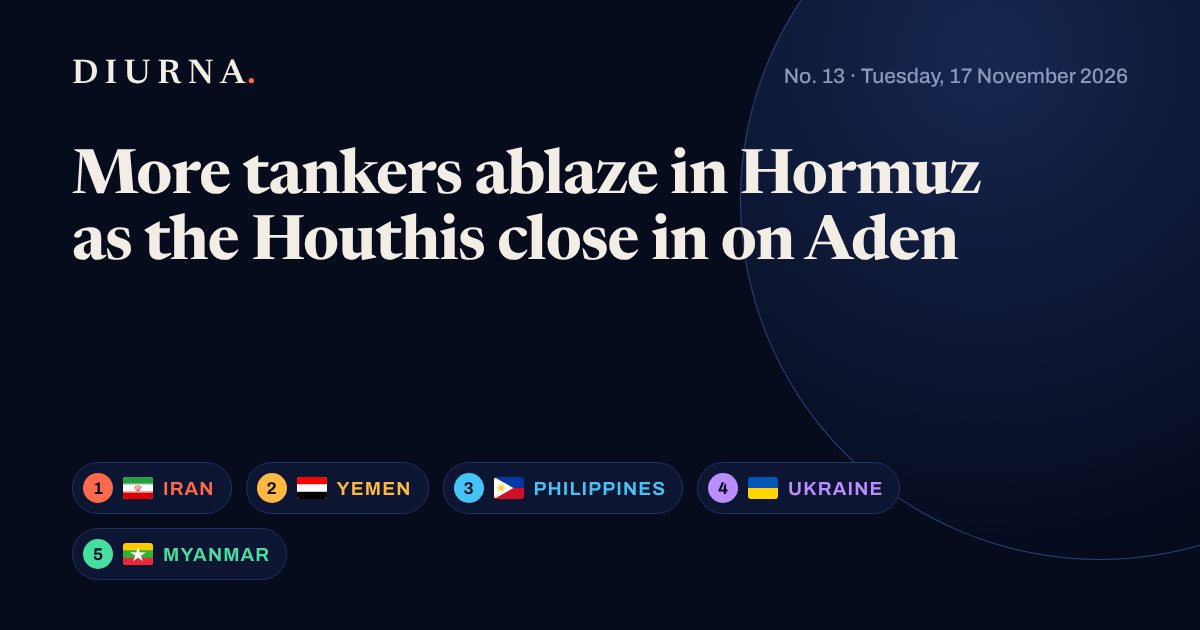 DIURNA.
No. 13 · Tuesday, 17 November 2026
More tankers ablaze in Hormuz
as the Houthis close in on Aden
1 IRAN
2 YEMEN
3 PHILIPPINES
4 UKRAINE
5 MYANMAR